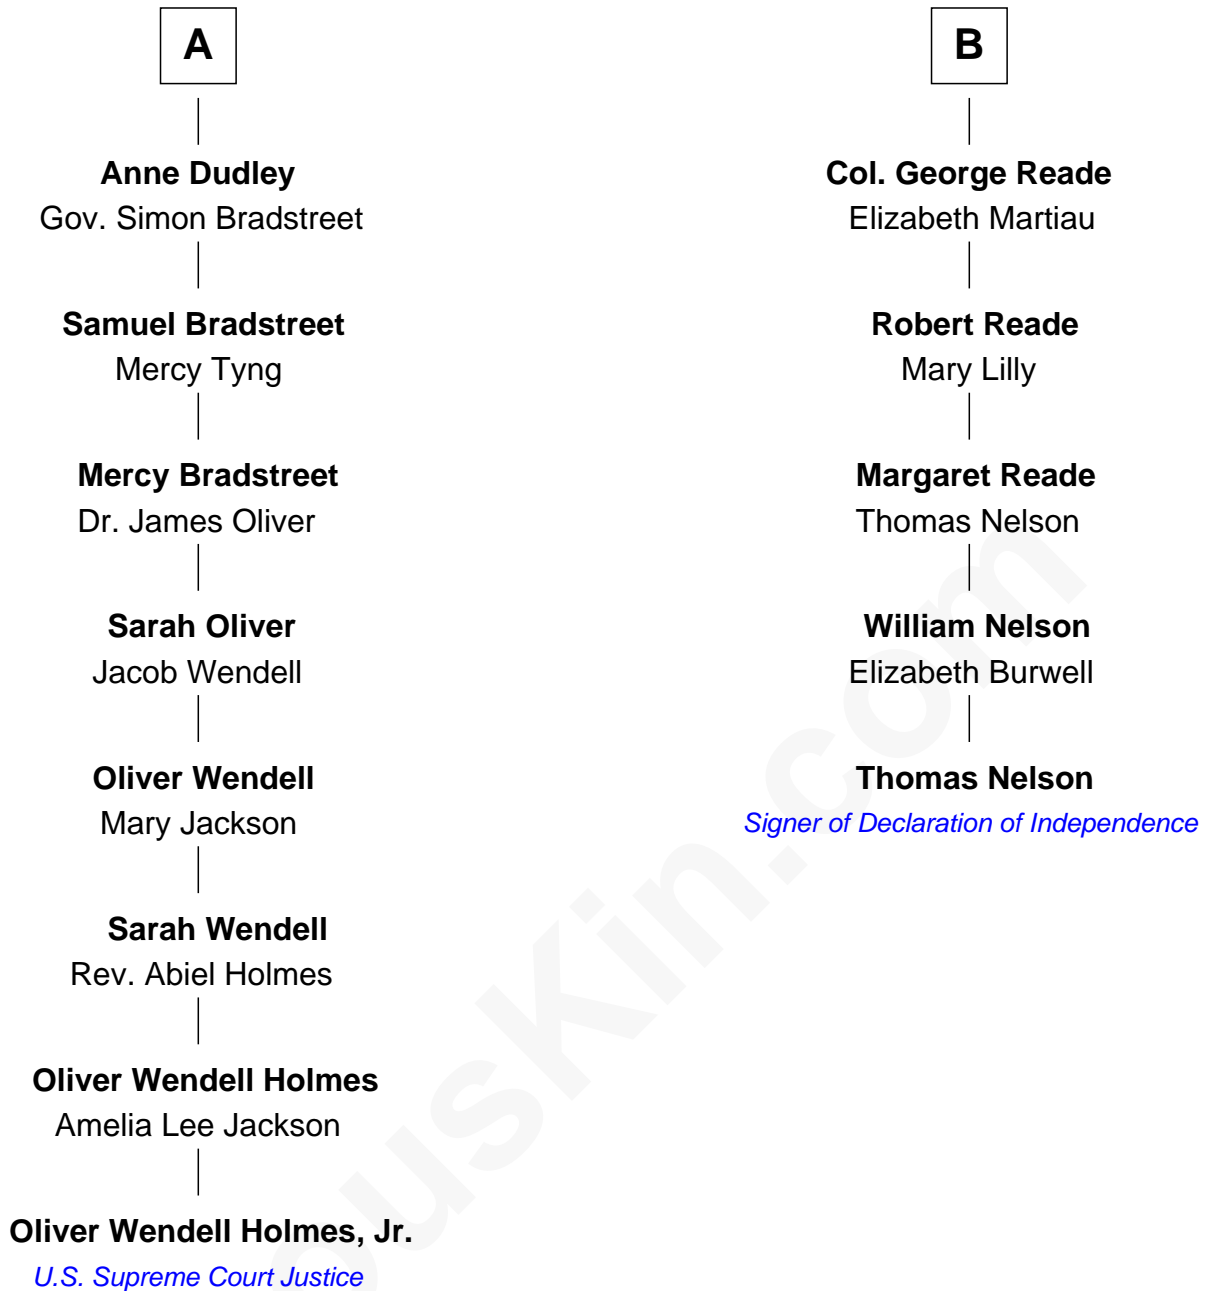 A
Anne Dudley
Gov. Simon Bradstreet
Samuel Bradstreet
Mercy Tyng
Mercy Bradstreet
Dr. James Oliver
Sarah Oliver
Jacob Wendell
Oliver Wendell
Mary Jackson
Sarah Wendell
Rev. Abiel Holmes
Oliver Wendell Holmes
Amelia Lee Jackson
Oliver Wendell Holmes, Jr.
U.S. Supreme Court Justice
B
Col. George Reade
Elizabeth Martiau
Robert Reade
Mary Lilly
Margaret Reade
Thomas Nelson
William Nelson
Elizabeth Burwell
Thomas Nelson
Signer of Declaration of Independence
ousKin.com